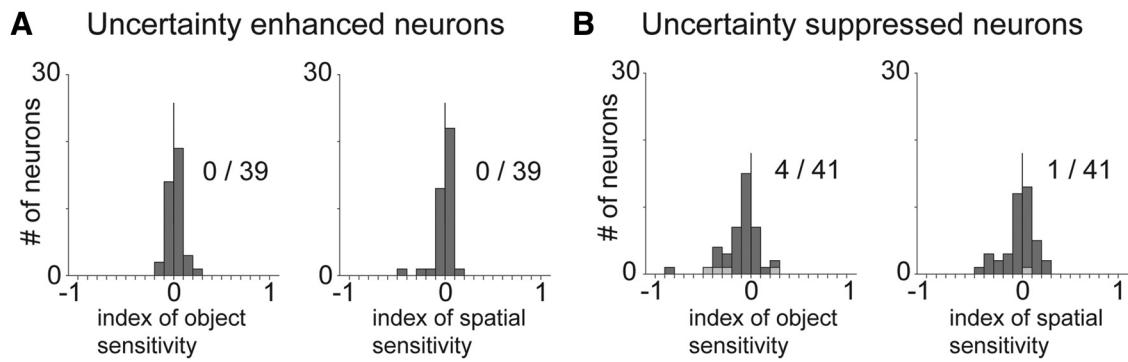 A Uncertainty enhanced neurons
# of neurons
30
0
0 / 39
-1 0 1
index of object
sensitivity
30
0
0 / 39
-1 0 1
index of spatial
sensitivity
B Uncertainty suppressed neurons
# of neurons
30
0
4 / 41
-1 0 1
index of object
sensitivity
30
0
1 / 41
-1 0 1
index of spatial
sensitivity